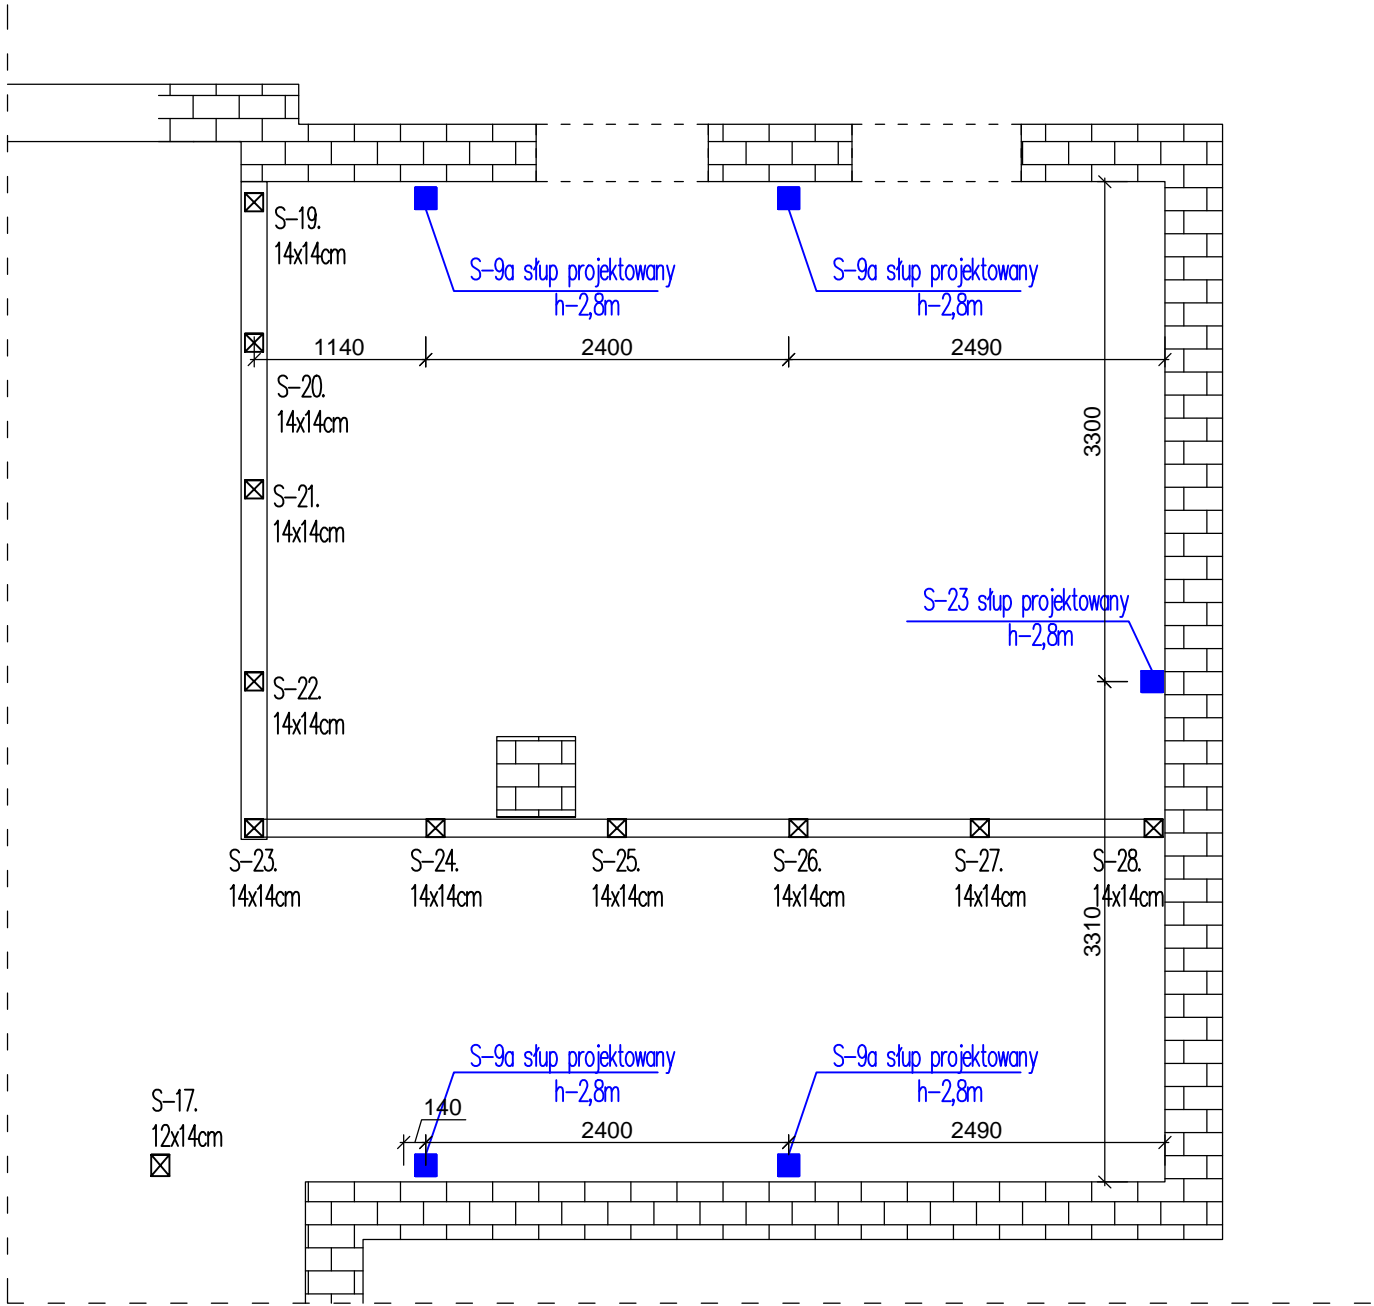 S-19.
14x14cm
S-9a słup projektowany
h-2,8m
S-9a słup projektowany
h-2,8m
1140
2400
2490
S-20.
14x14cm
3300
S-21.
14x14cm
S-23 słup projektowany
h-2,8m
S-22.
14x14cm
S-23.
14x14cm
S-24.
14x14cm
S-25.
14x14cm
S-26.
14x14cm
S-27.
14x14cm
S-28.
14x14cm
3310
S-9a słup projektowany
h-2,8m
S-9a słup projektowany
h-2,8m
S-17.
12x14cm
140
2400
2490